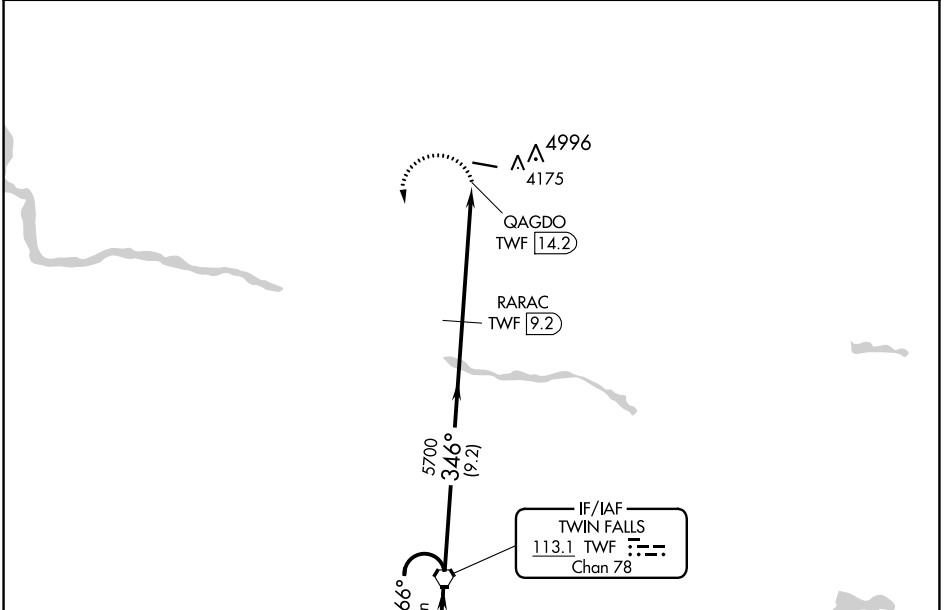 4996
4175
QAGDO
TWF 14.2
RARAC
TWF 9.2
5700
346°
(9.2)
IF/IAF
TWIN FALLS
113.1 TWF
Chan 78